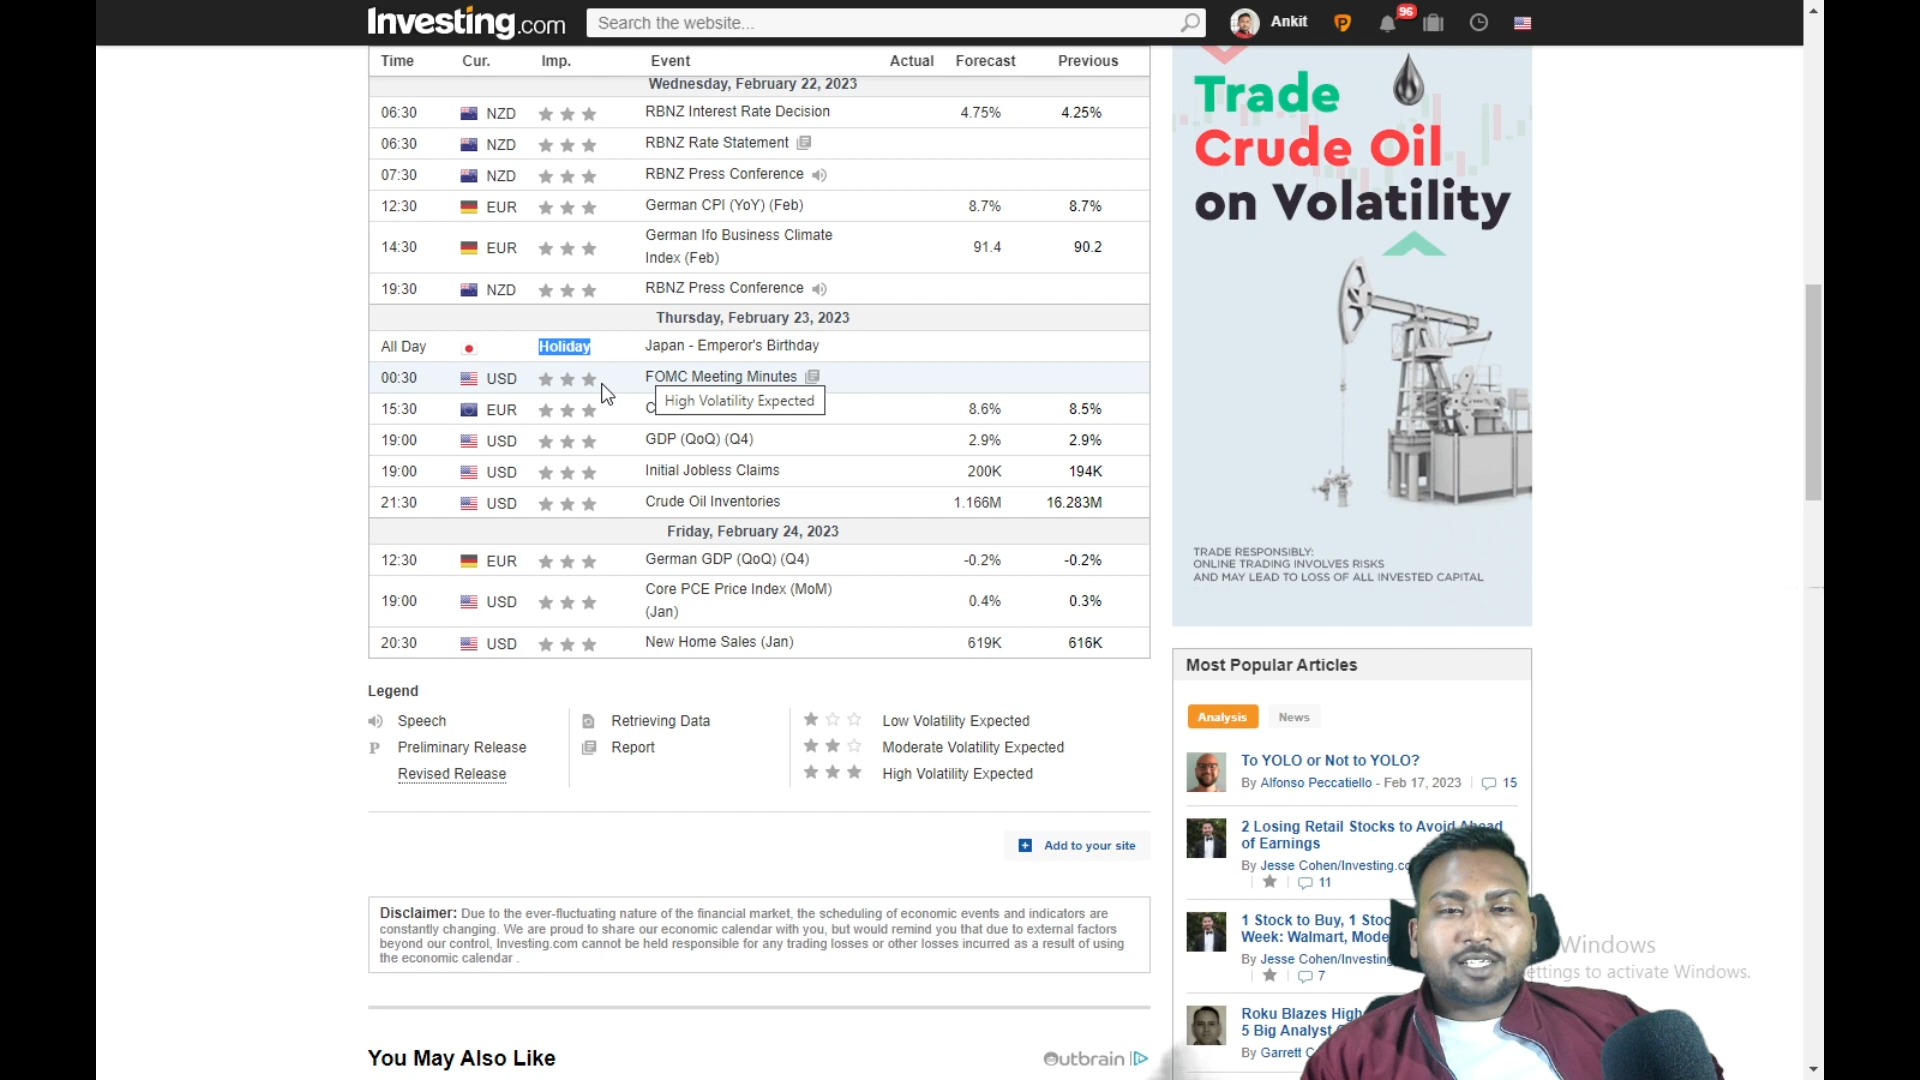 Investing.com
Search the website...
Ankit
96
Time Cur. Imp. Event Actual Forecast Previous
Wednesday, February 22, 2023
06:30 NZD RBNZ Interest Rate Decision 4.75% 4.25%
06:30 NZD RBNZ Rate Statement
07:30 NZD RBNZ Press Conference
12:30 EUR German CPI (YoY) (Feb) 8.7% 8.7%
14:30 EUR German Ifo Business Climate 91.4 90.2
Index (Feb)
19:30 NZD RBNZ Press Conference
Thursday, February 23, 2023
All Day Holiday Japan - Emperor's Birthday
00:30 USD FOMC Meeting Minutes
High Volatility Expected
15:30 EUR 8.6% 8.5%
19:00 USD GDP (QoQ) (Q4) 2.9% 2.9%
19:00 USD Initial Jobless Claims 200K 194K
21:30 USD Crude Oil Inventories 1.166M 16.283M
Friday, February 24, 2023
12:30 EUR German GDP (QoQ) (Q4) -0.2% -0.2%
19:00 USD Core PCE Price Index (MoM) 0.4% 0.3%
(Jan)
20:30 USD New Home Sales (Jan) 619K 616K
Legend
Speech Retrieving Data Low Volatility Expected
P Preliminary Release Report Moderate Volatility Expected
Revised Release High Volatility Expected
Add to your site
Disclaimer: Due to the ever-fluctuating nature of the financial market, the scheduling of economic events and indicators are
constantly changing. We are proud to share our economic calendar with you, but would remind you that due to external factors
beyond our control, Investing.com cannot be held responsible for any trading losses or other losses incurred as a result of using
the economic calendar .
You May Also Like
Outbrain
Trade
Crude Oil
on Volatility
TRADE RESPONSIBLY:
ONLINE TRADING INVOLVES RISKS
AND MAY LEAD TO LOSS OF ALL INVESTED CAPITAL
Most Popular Articles
Analysis News
To YOLO or Not to YOLO?
By Alfonso Peccatiello - Feb 17, 2023 15
2 Losing Retail Stocks to Avoid Ahead
of Earnings
By Jesse Cohen/Investing.co
11
1 Stock to Buy, 1 Stoc
Week: Walmart, Mode
By Jesse Cohen/Investing
7
Roku Blazes High
5 Big Analyst
By Garrett
Windows
ettings to activate Windows.